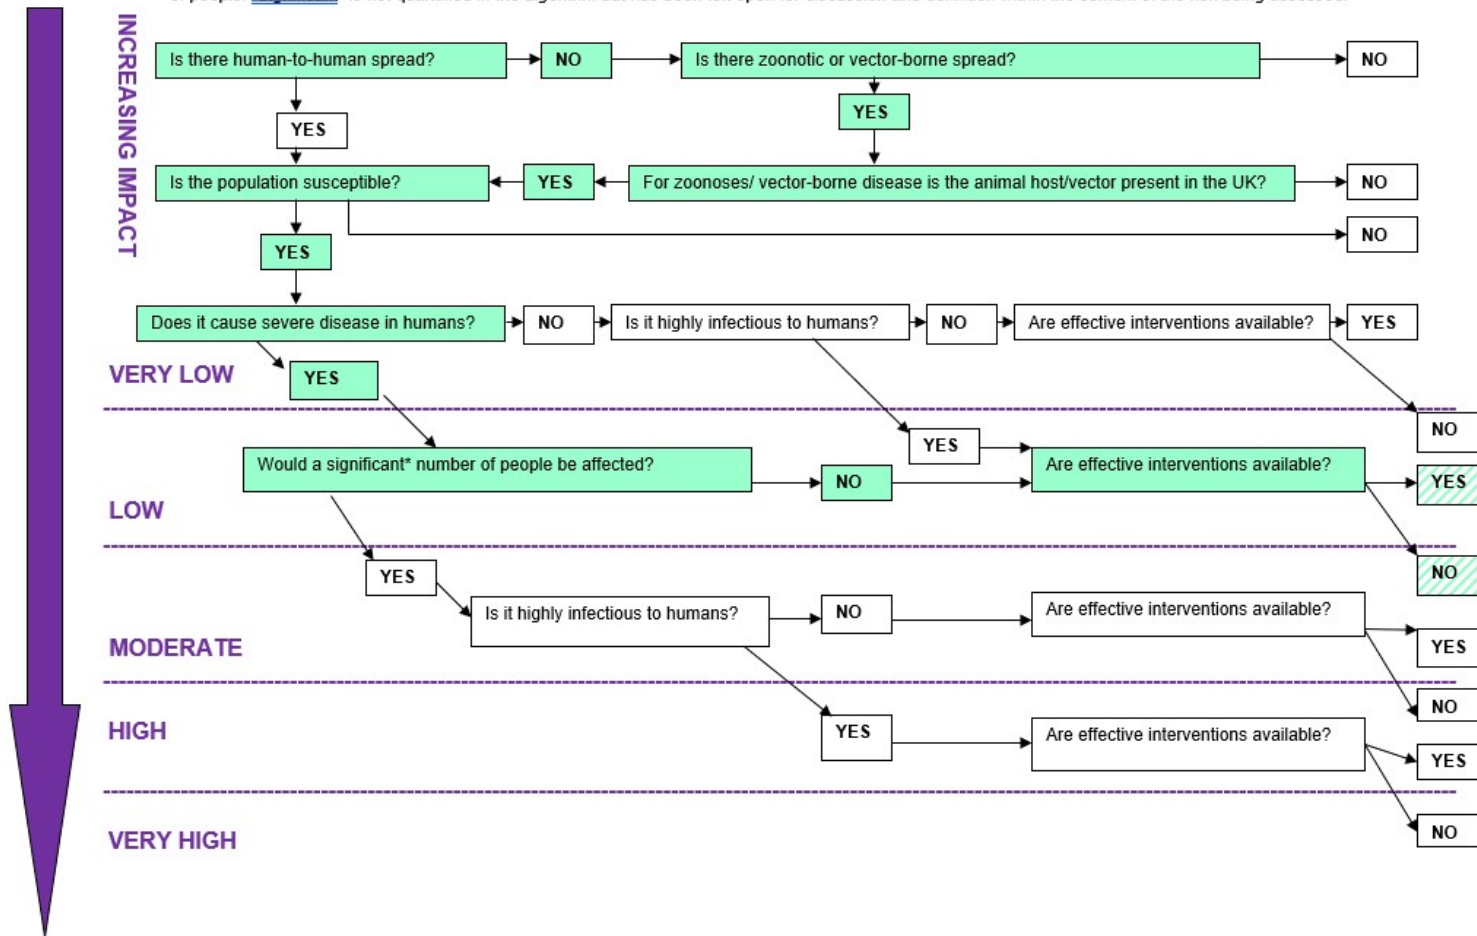 INCREASING IMPACT
Is there human-to-human spread?
NO
Is there zoonotic or vector-borne spread?
NO
YES
YES
Is the population susceptible?
YES
For zoonoses/ vector-borne disease is the animal host/vector present in the UK?
NO
NO
YES
Does it cause severe disease in humans?
NO
Is it highly infectious to humans?
NO
Are effective interventions available?
YES
VERY LOW
YES
NO
YES
Would a significant* number of people be affected?
NO
Are effective interventions available?
YES
LOW
NO
YES
Is it highly infectious to humans?
NO
Are effective interventions available?
YES
MODERATE
NO
HIGH
YES
Are effective interventions available?
YES
NO
VERY HIGH